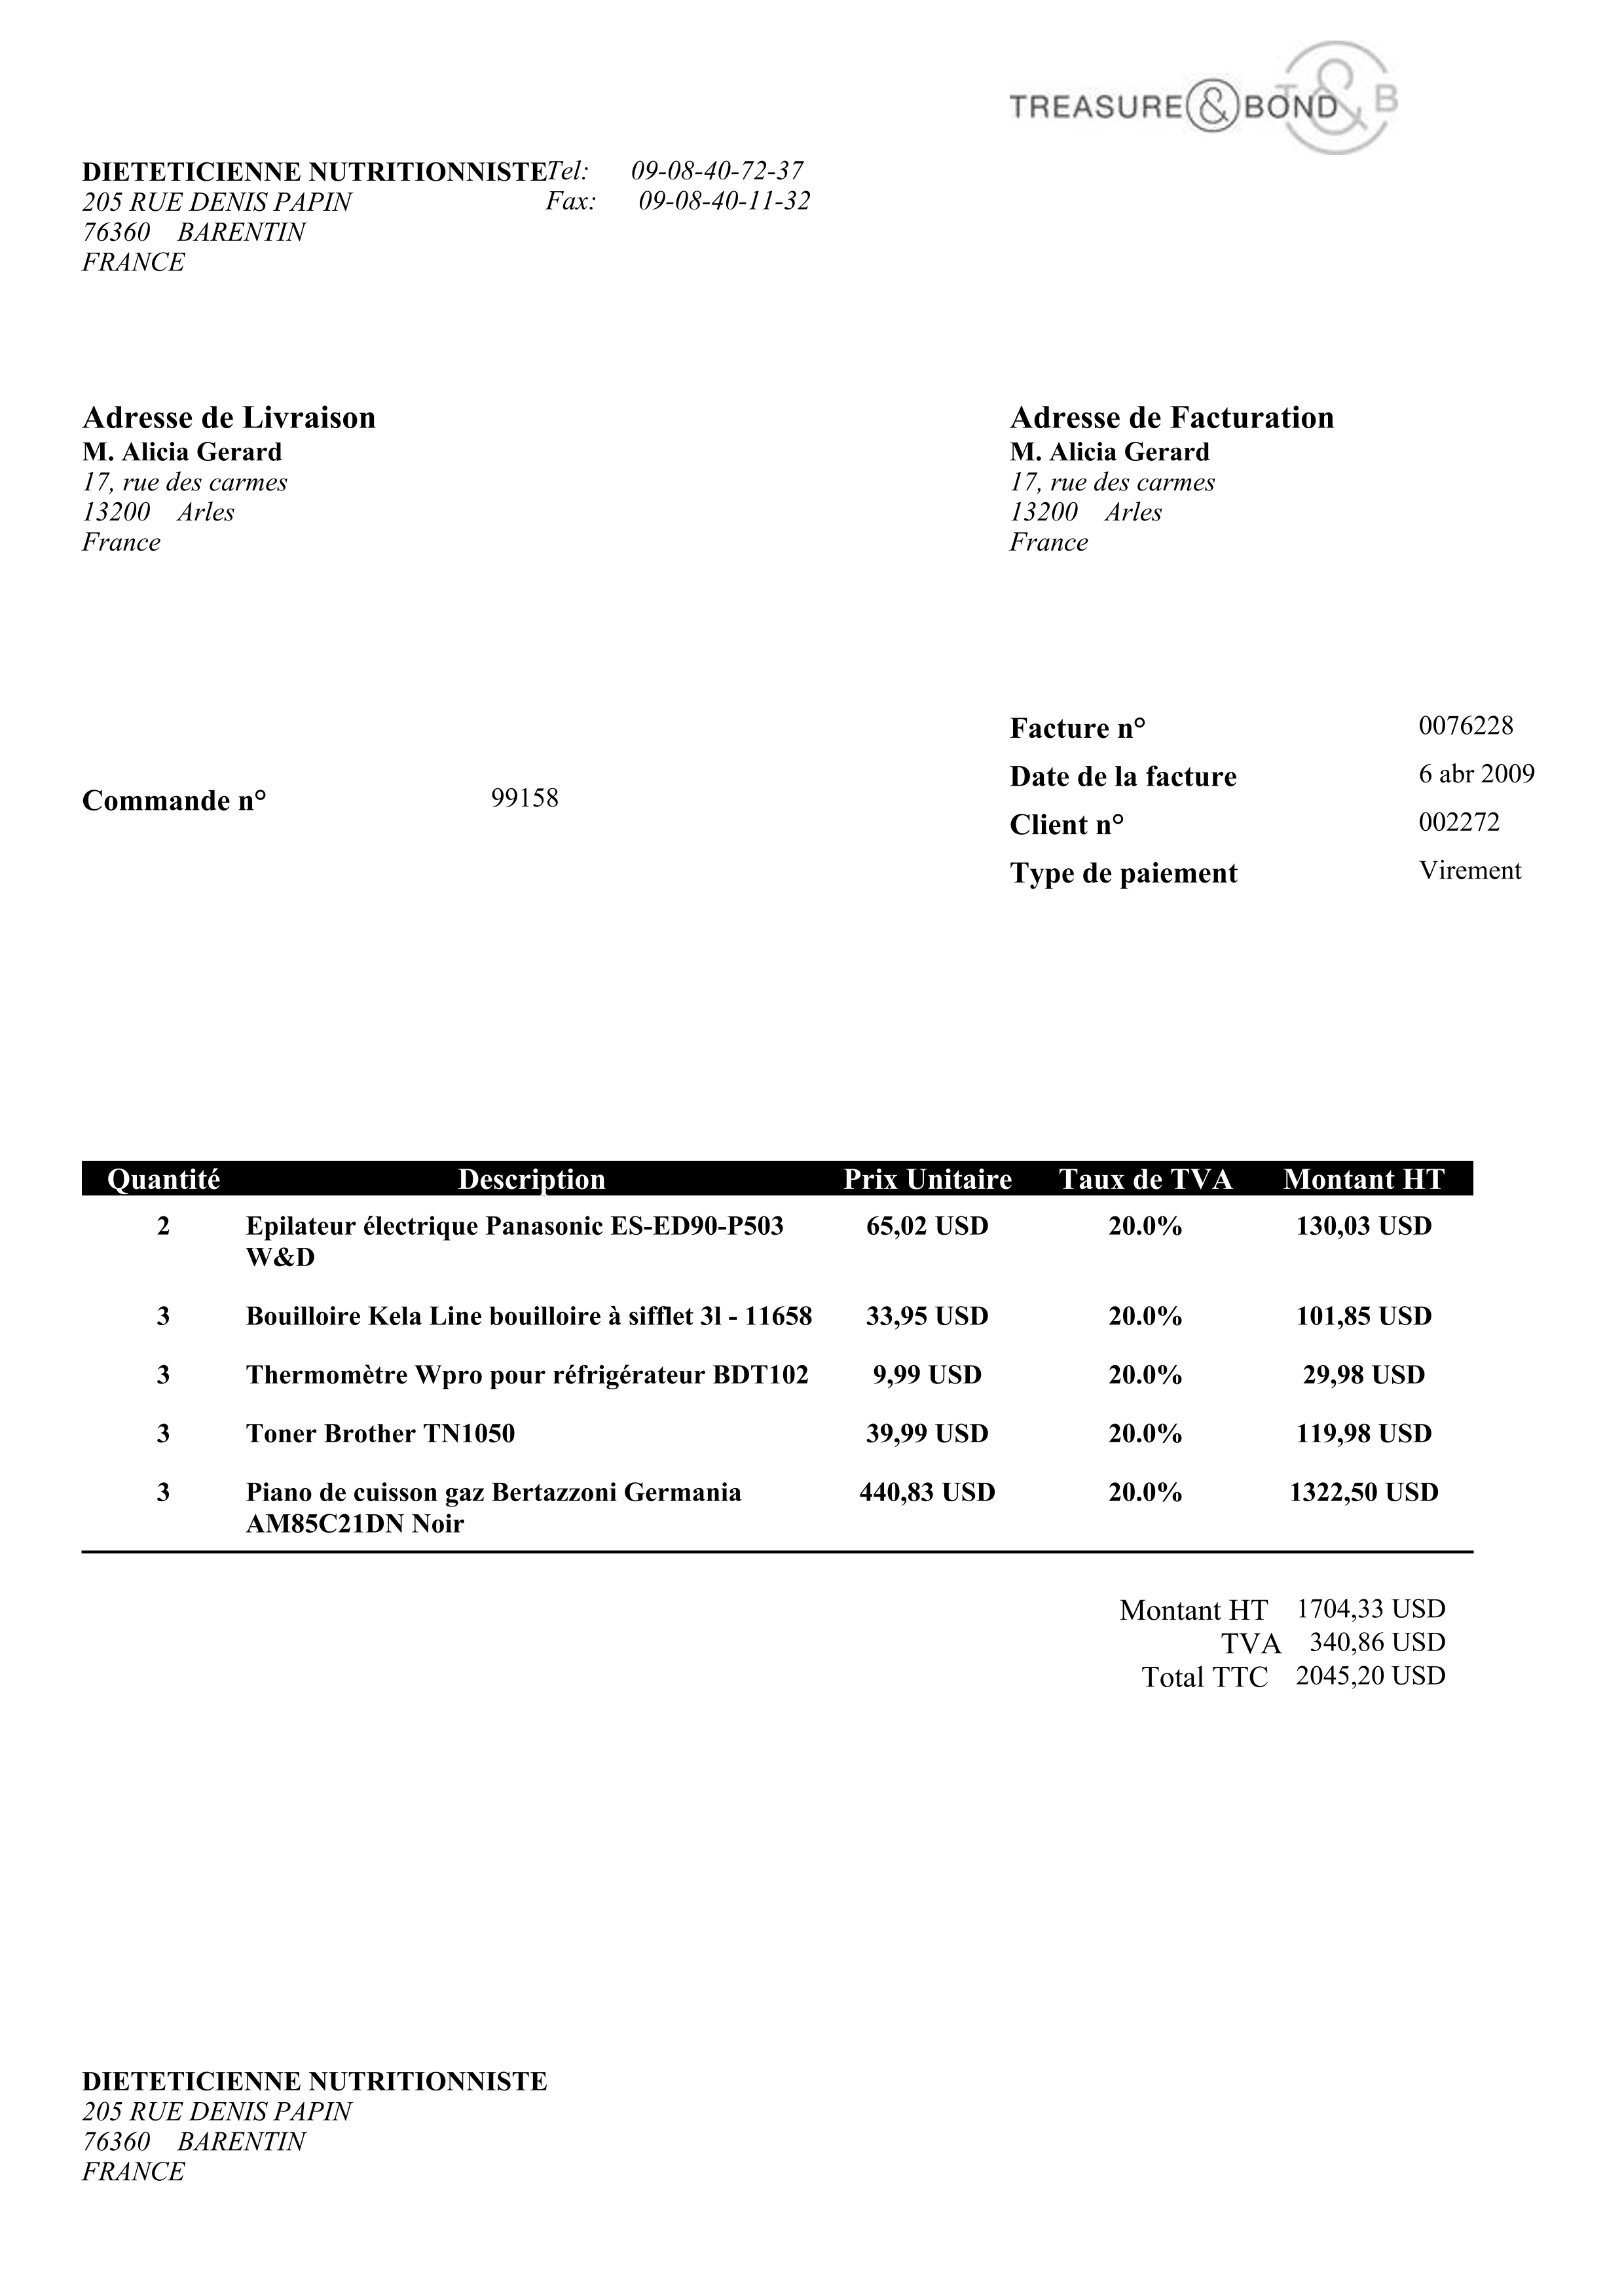 TREASURE & BOND T & B
DIETETICIENNE NUTRITIONNISTE Tel: 09-08-40-72-37
205 RUE DENIS PAPIN Fax: 09-08-40-11-32
76360 BARENTIN
FRANCE
Adresse de Livraison
M. Alicia Gerard
17, rue des carmes
13200 Arles
France
Adresse de Facturation
M. Alicia Gerard
17, rue des carmes
13200 Arles
France
Commande n° 99158
Facture n° 0076228
Date de la facture 6 abr 2009
Client n° 002272
Type de paiement Virement
Quantité Description Prix Unitaire Taux de TVA Montant HT
2 Epilateur électrique Panasonic ES-ED90-P503 65,02 USD 20.0% 130,03 USD
W&D
3 Bouilloire Kela Line bouilloire à sifflet 3l - 11658 33,95 USD 20.0% 101,85 USD
3 Thermomètre Wpro pour réfrigérateur BDT102 9,99 USD 20.0% 29,98 USD
3 Toner Brother TN1050 39,99 USD 20.0% 119,98 USD
3 Piano de cuisson gaz Bertazzoni Germania 440,83 USD 20.0% 1322,50 USD
AM85C21DN Noir
Montant HT 1704,33 USD
TVA 340,86 USD
Total TTC 2045,20 USD
DIETETICIENNE NUTRITIONNISTE
205 RUE DENIS PAPIN
76360 BARENTIN
FRANCE